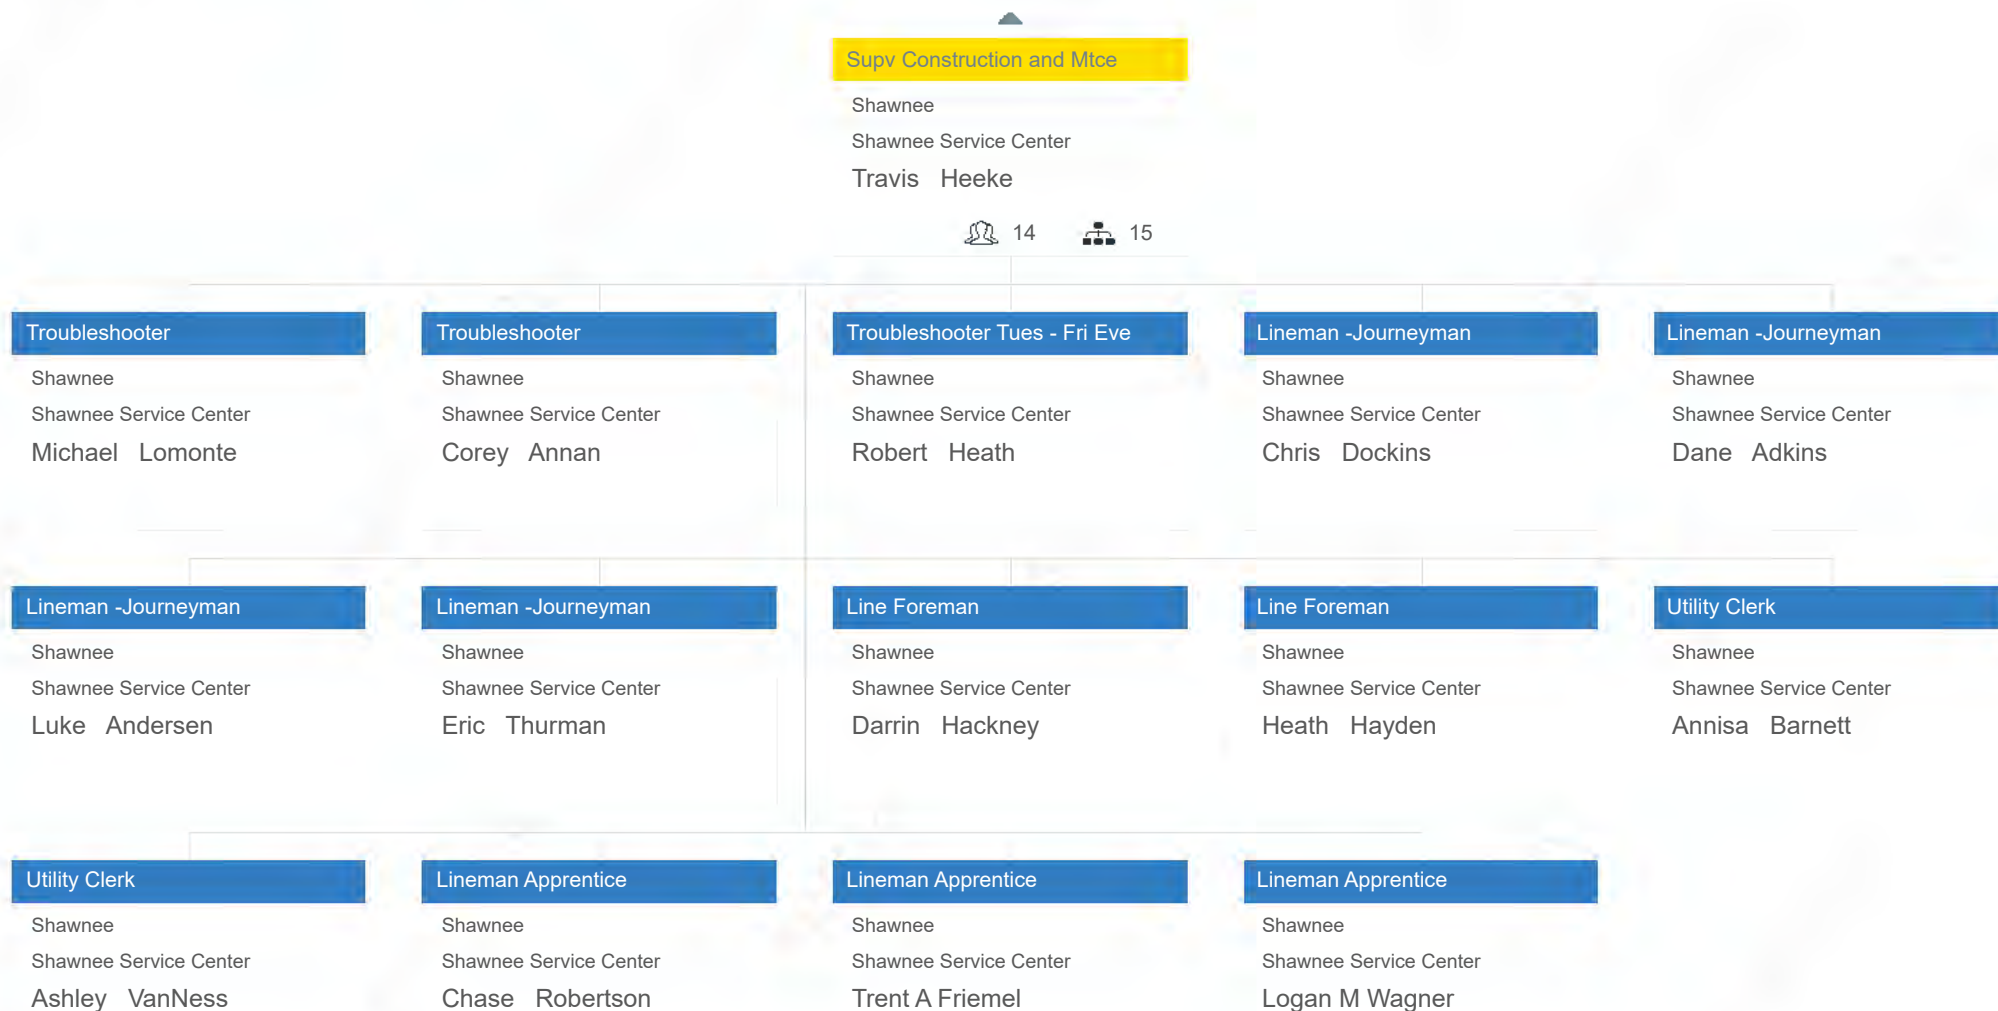 Supv Construction and Mtce
Shawnee
Shawnee Service Center
Travis Heeke
14 15
Troubleshooter
Shawnee
Shawnee Service Center
Michael Lomonte
Troubleshooter
Shawnee
Shawnee Service Center
Corey Annan
Troubleshooter Tues - Fri Eve
Shawnee
Shawnee Service Center
Robert Heath
Lineman -Journeyman
Shawnee
Shawnee Service Center
Chris Dockins
Lineman -Journeyman
Shawnee
Shawnee Service Center
Dane Adkins
Lineman -Journeyman
Shawnee
Shawnee Service Center
Luke Andersen
Lineman -Journeyman
Shawnee
Shawnee Service Center
Eric Thurman
Line Foreman
Shawnee
Shawnee Service Center
Darrin Hackney
Line Foreman
Shawnee
Shawnee Service Center
Heath Hayden
Utility Clerk
Shawnee
Shawnee Service Center
Annisa Barnett
Utility Clerk
Shawnee
Shawnee Service Center
Ashley VanNess
Lineman Apprentice
Shawnee
Shawnee Service Center
Chase Robertson
Lineman Apprentice
Shawnee
Shawnee Service Center
Trent A Friemel
Lineman Apprentice
Shawnee
Shawnee Service Center
Logan M Wagner